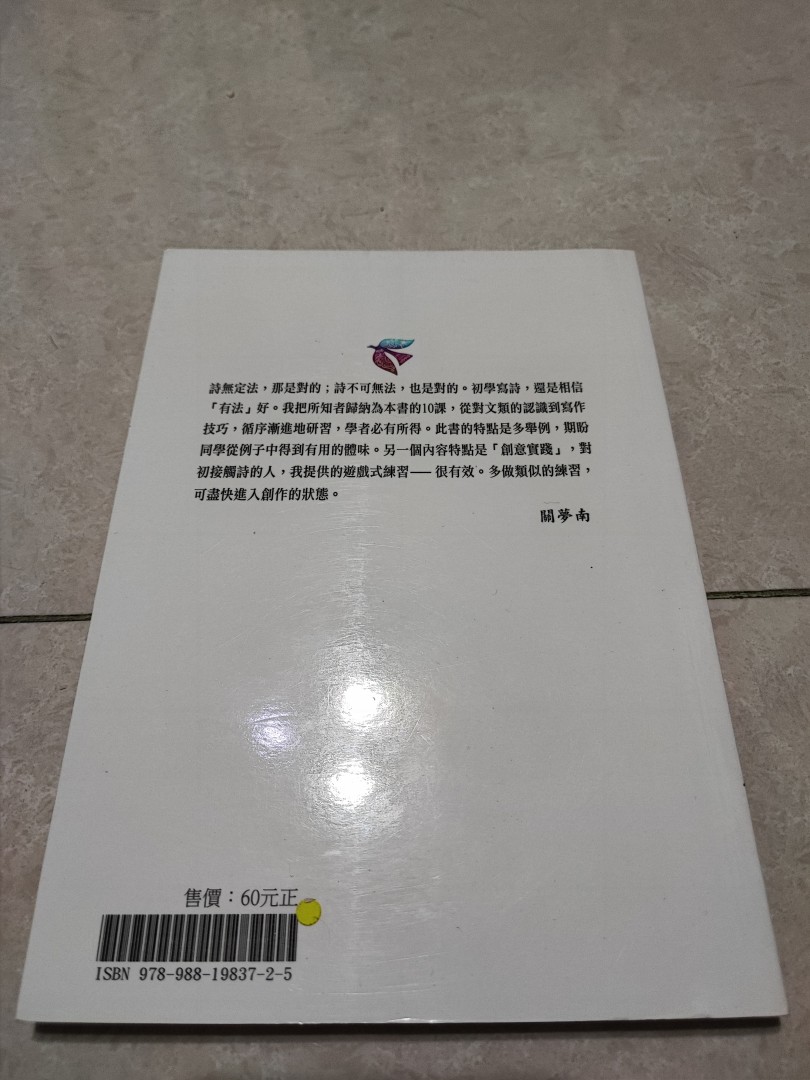 詩無定法，那是對的；詩不可無法，也是對的。初學寫詩，還是相信
「有法」好。我把所知者歸納為本書的10課，從對文類的認識到寫作
技巧，循序漸進地研習，學者必有所得。此書的特點是多舉例，期盼
同學從例子中得到有用的體味。另一個內容特點是「創意實踐」，對
初接觸詩的人，我提供的遊戲式練習——很有效。多做類似的練習，
可盡快進入創作的狀態。
關夢南
售價：60元正
ISBN 978-988-19837-2-5